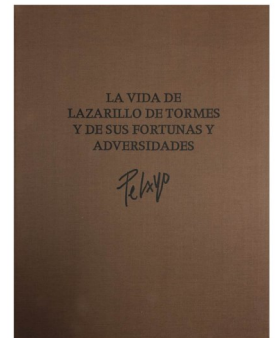 LA VIDA DE
LAZARILLO DE TORMES
Y DE SUS FORTUNAS Y
ADVERSIDADES
Pelayo